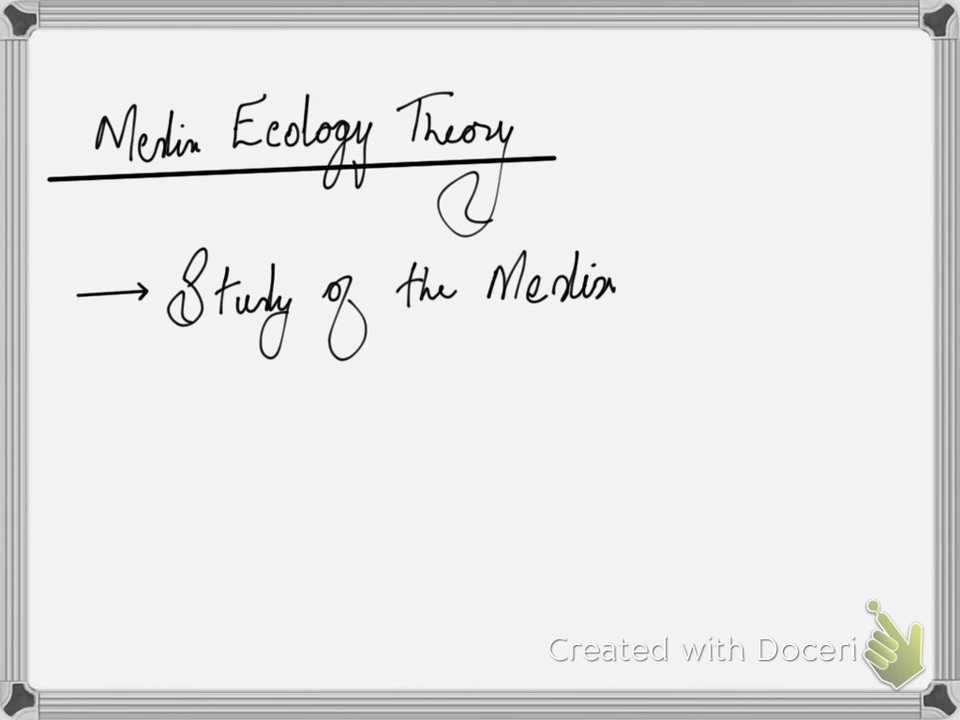 Media Ecology Theory
→ Study of the Media
Created with Doceri